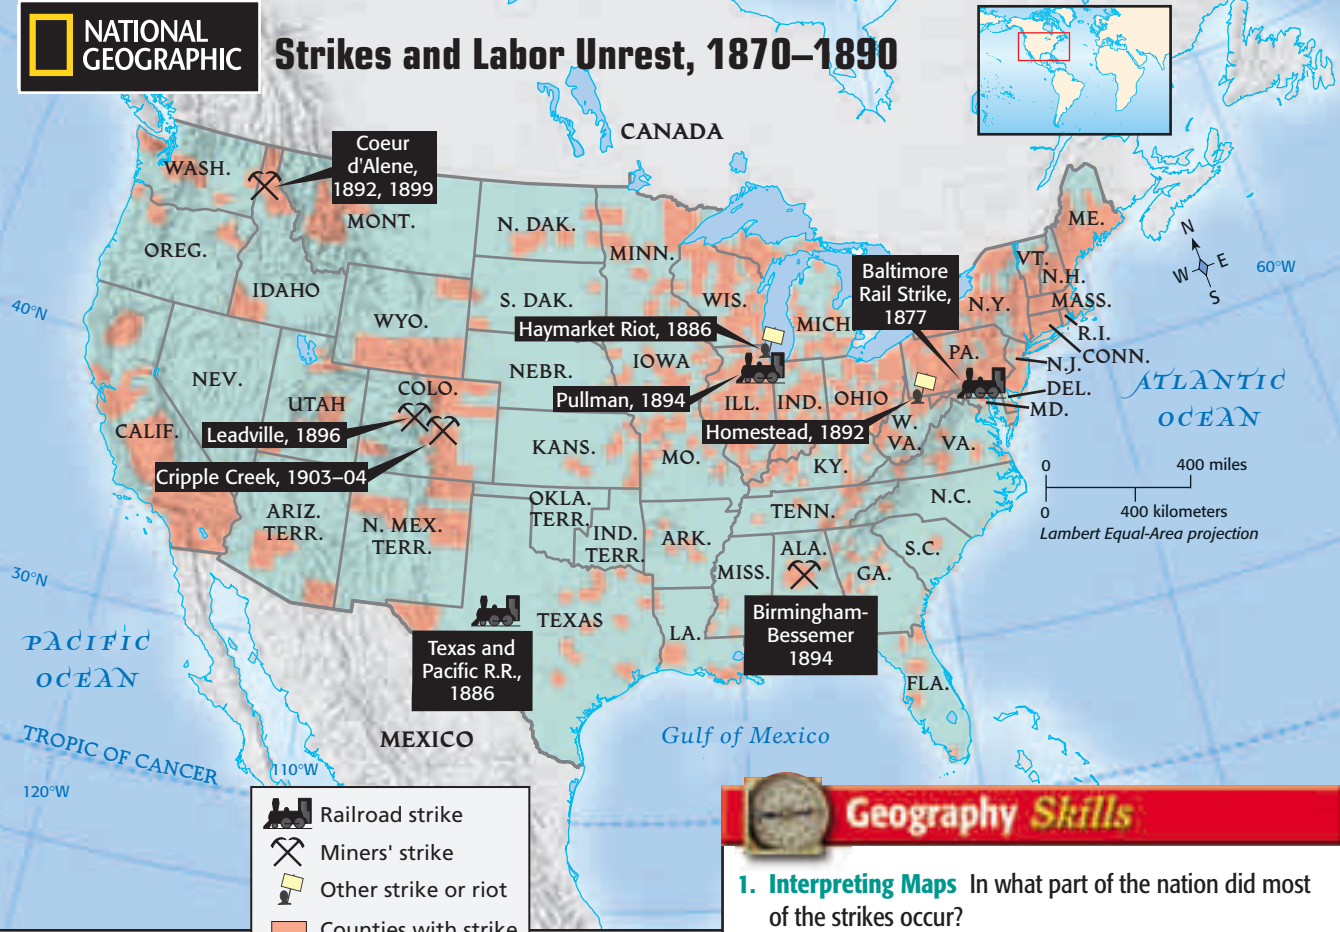 NATIONAL
GEOGRAPHIC
Strikes and Labor Unrest, 1870–1890
CANADA
Coeur
d'Alene,
1892, 1899
WASH.
MONT.
N. DAK.
MINN.
ME.
OREG.
VT.
N.H.
N
W
E
S
60°W
IDAHO
S. DAK.
WIS.
Baltimore
Rail Strike,
1877
N.Y.
MASS.
40°N
WYO.
Haymarket Riot, 1886
MICH
R.I.
CONN.
IOWA
PA.
N.J.
NEV.
NEBR.
COLO.
DEL.
MD.
ATLANTIC
OCEAN
UTAH
Pullman, 1894
ILL.
IND.
OHIO
CALIF.
Leadville, 1896
Homestead, 1892
W.
VA.
VA.
KANS.
MO.
KY.
0
400 miles
0
400 kilometers
Lambert Equal-Area projection
Cripple Creek, 1903–04
ARIZ.
TERR.
N. MEX.
TERR.
OKLA.
TERR.
IND.
TERR.
ARK.
TENN.
N.C.
S.C.
ALA.
MISS.
GA.
30°N
TEXAS
LA.
Birmingham-
Bessemer
1894
PACIFIC
OCEAN
Texas and
Pacific R.R.,
1886
FLA.
MEXICO
Gulf of Mexico
TROPIC OF CANCER
110°W
120°W
Railroad strike
Miners' strike
Other strike or riot
Counties with strike
Geography Skills
1. Interpreting Maps In what part of the nation did most
of the strikes occur?